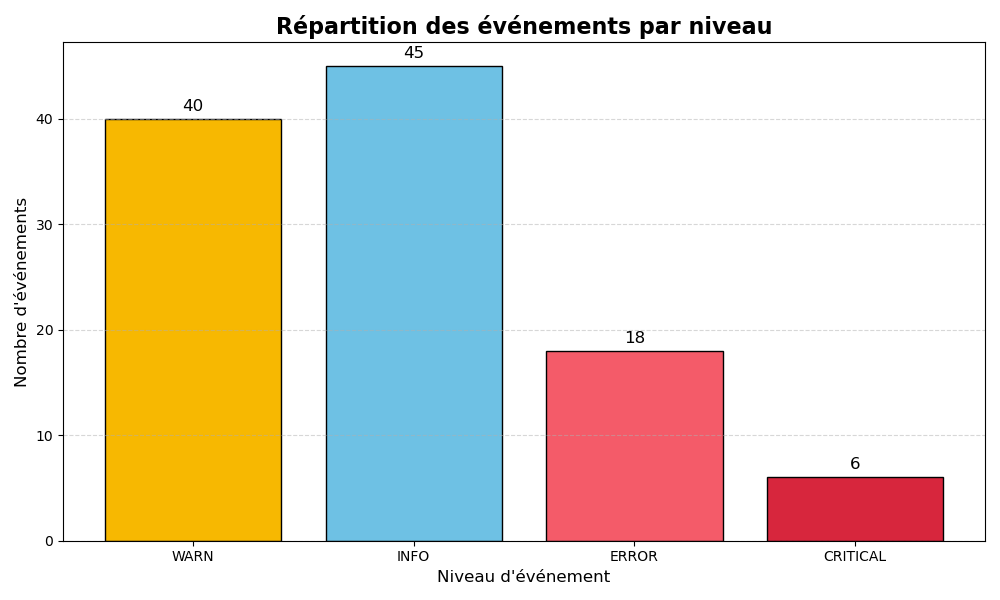 Répartition des événements par niveau
45
40
18
6
40
30
20
10
0
Nombre d'événements
WARN
INFO
ERROR
CRITICAL
Niveau d'événement